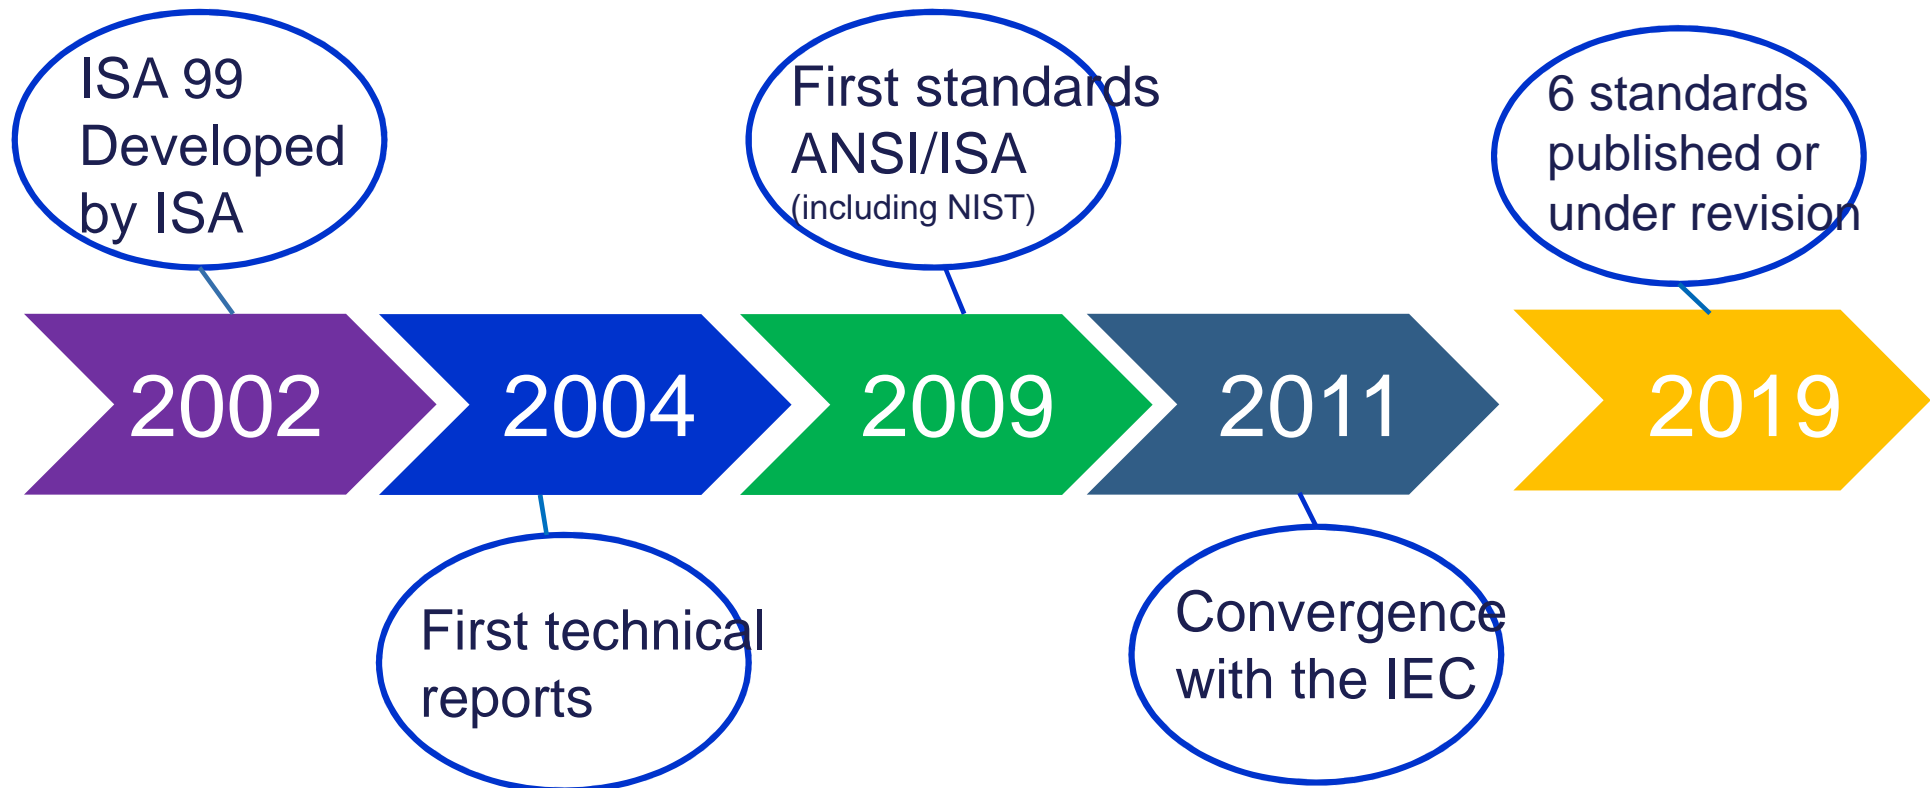 ISA 99
Developed
by ISA
First standards
ANSI/ISA
(including NIST)
6 standards
published or
under revision
2002
2004
2009
2011
2019
First technical
reports
Convergence
with the IEC